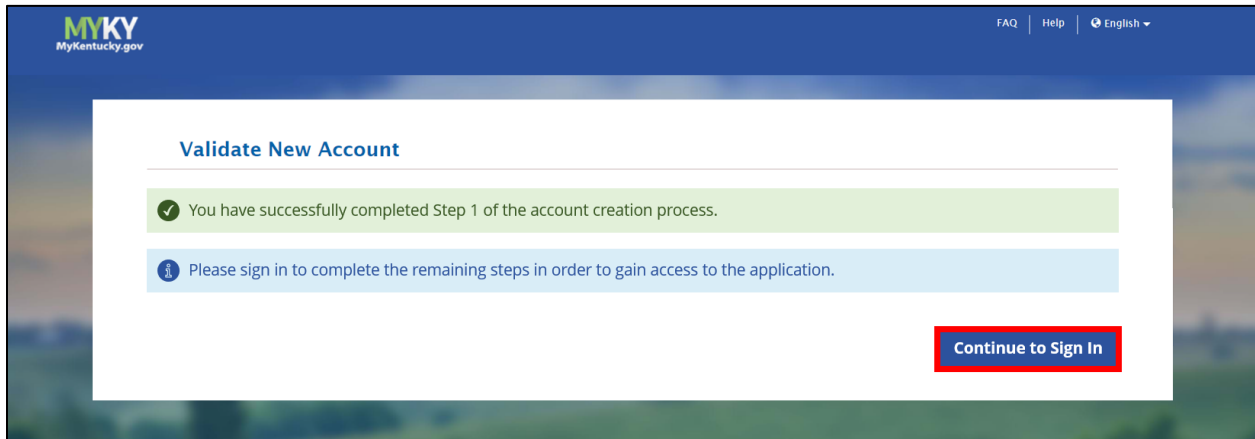 MYKY
MyKentucky.gov
FAQ
Help
English
Validate New Account
You have successfully completed Step 1 of the account creation process.
Please sign in to complete the remaining steps in order to gain access to the application.
Continue to Sign In